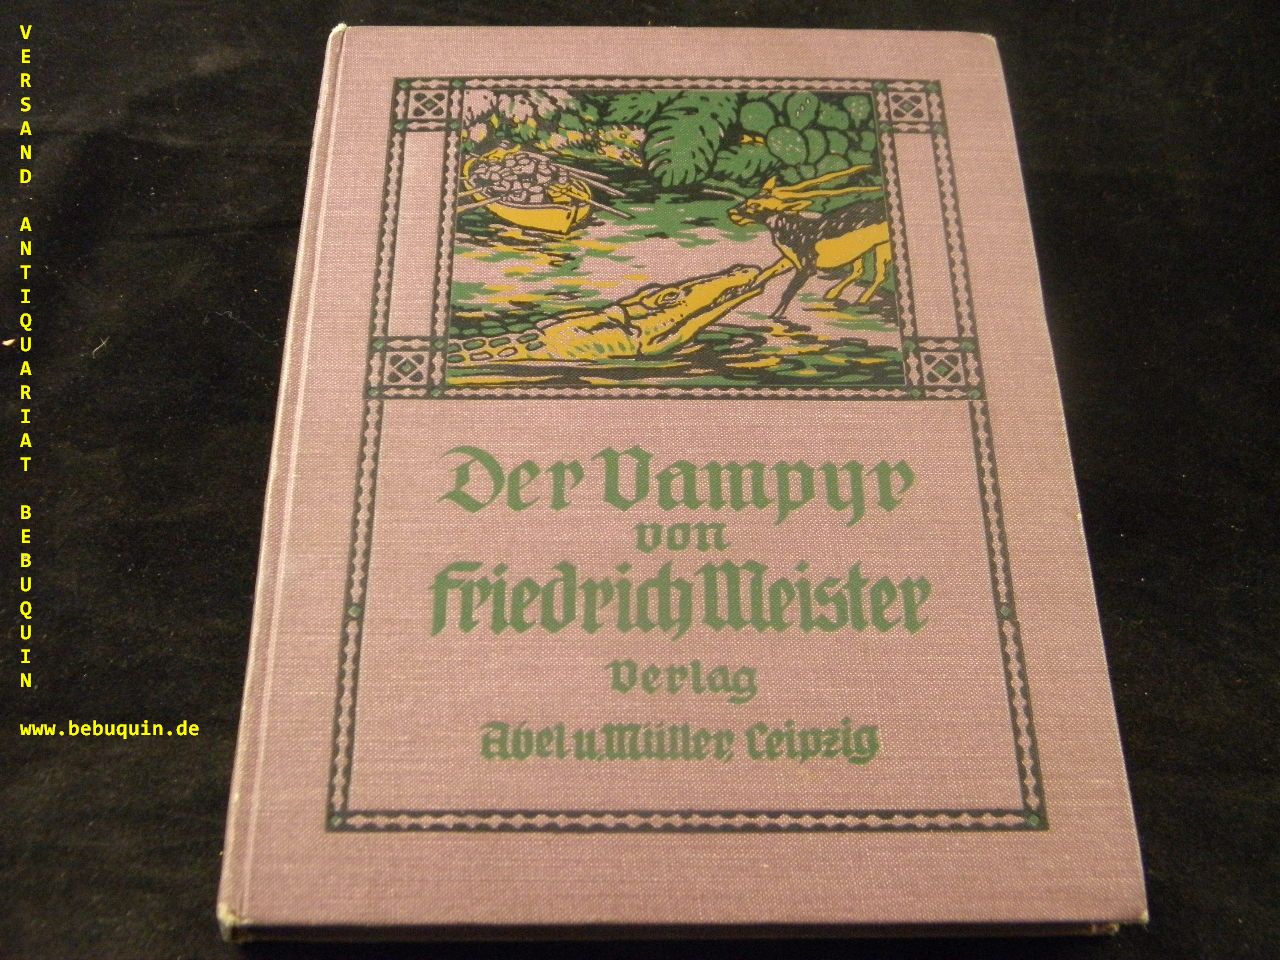 VERSAND ANTIQUARIAT BEBUQUIN
www.bebuquin.de
Der Vampyr
von
Friedrich Meister
Verlag
Abel u. Müller, Leipzig